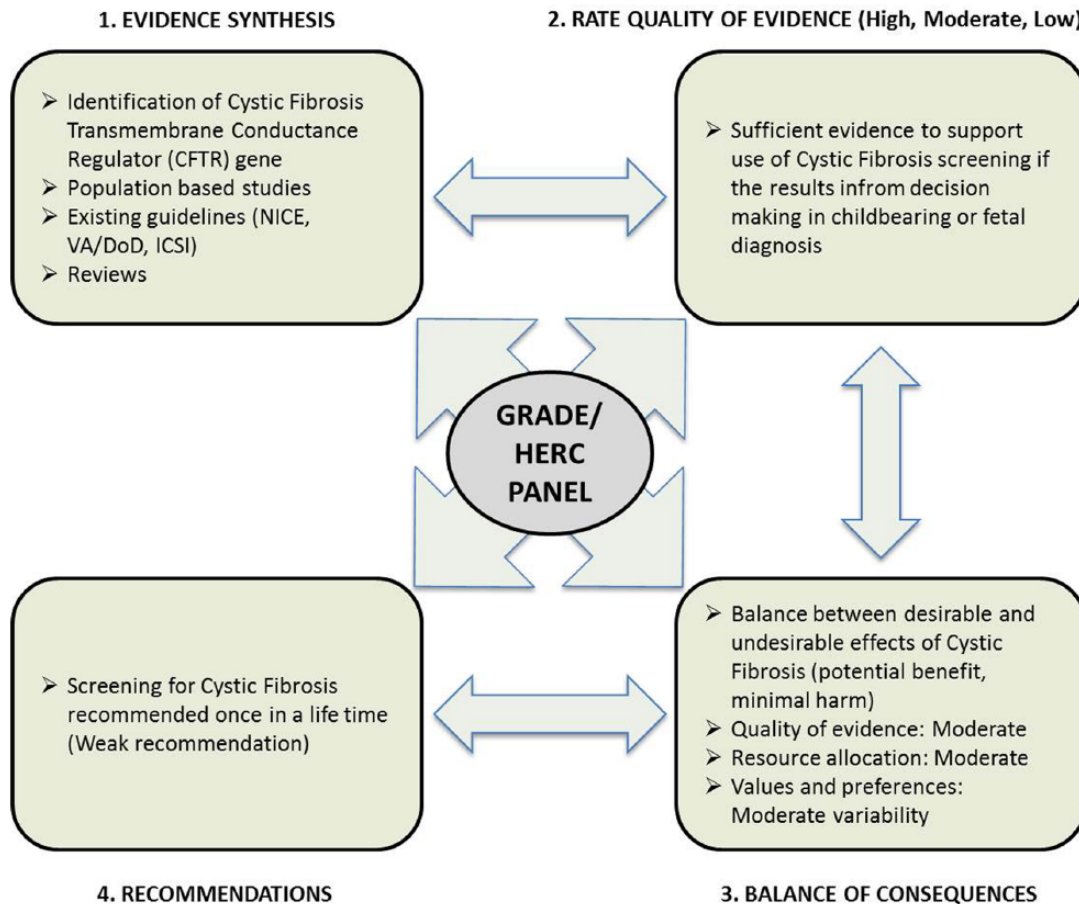 1. EVIDENCE SYNTHESIS
2. RATE QUALITY OF EVIDENCE (High, Moderate, Low)
➢ Identification of Cystic Fibrosis
Transmembrane Conductance
Regulator (CFTR) gene
➢ Population based studies
➢ Existing guidelines (NICE,
VA/DoD, ICSI)
➢ Reviews
➢ Sufficient evidence to support
use of Cystic Fibrosis screening if
the results infrom decision
making in childbearing or fetal
diagnosis
GRADE/
HERC
PANEL
➢ Screening for Cystic Fibrosis
recommended once in a life time
(Weak recommendation)
➢ Balance between desirable and
undesirable effects of Cystic
Fibrosis (potential benefit,
minimal harm)
➢ Quality of evidence: Moderate
➢ Resource allocation: Moderate
➢ Values and preferences:
Moderate variability
4. RECOMMENDATIONS
3. BALANCE OF CONSEQUENCES